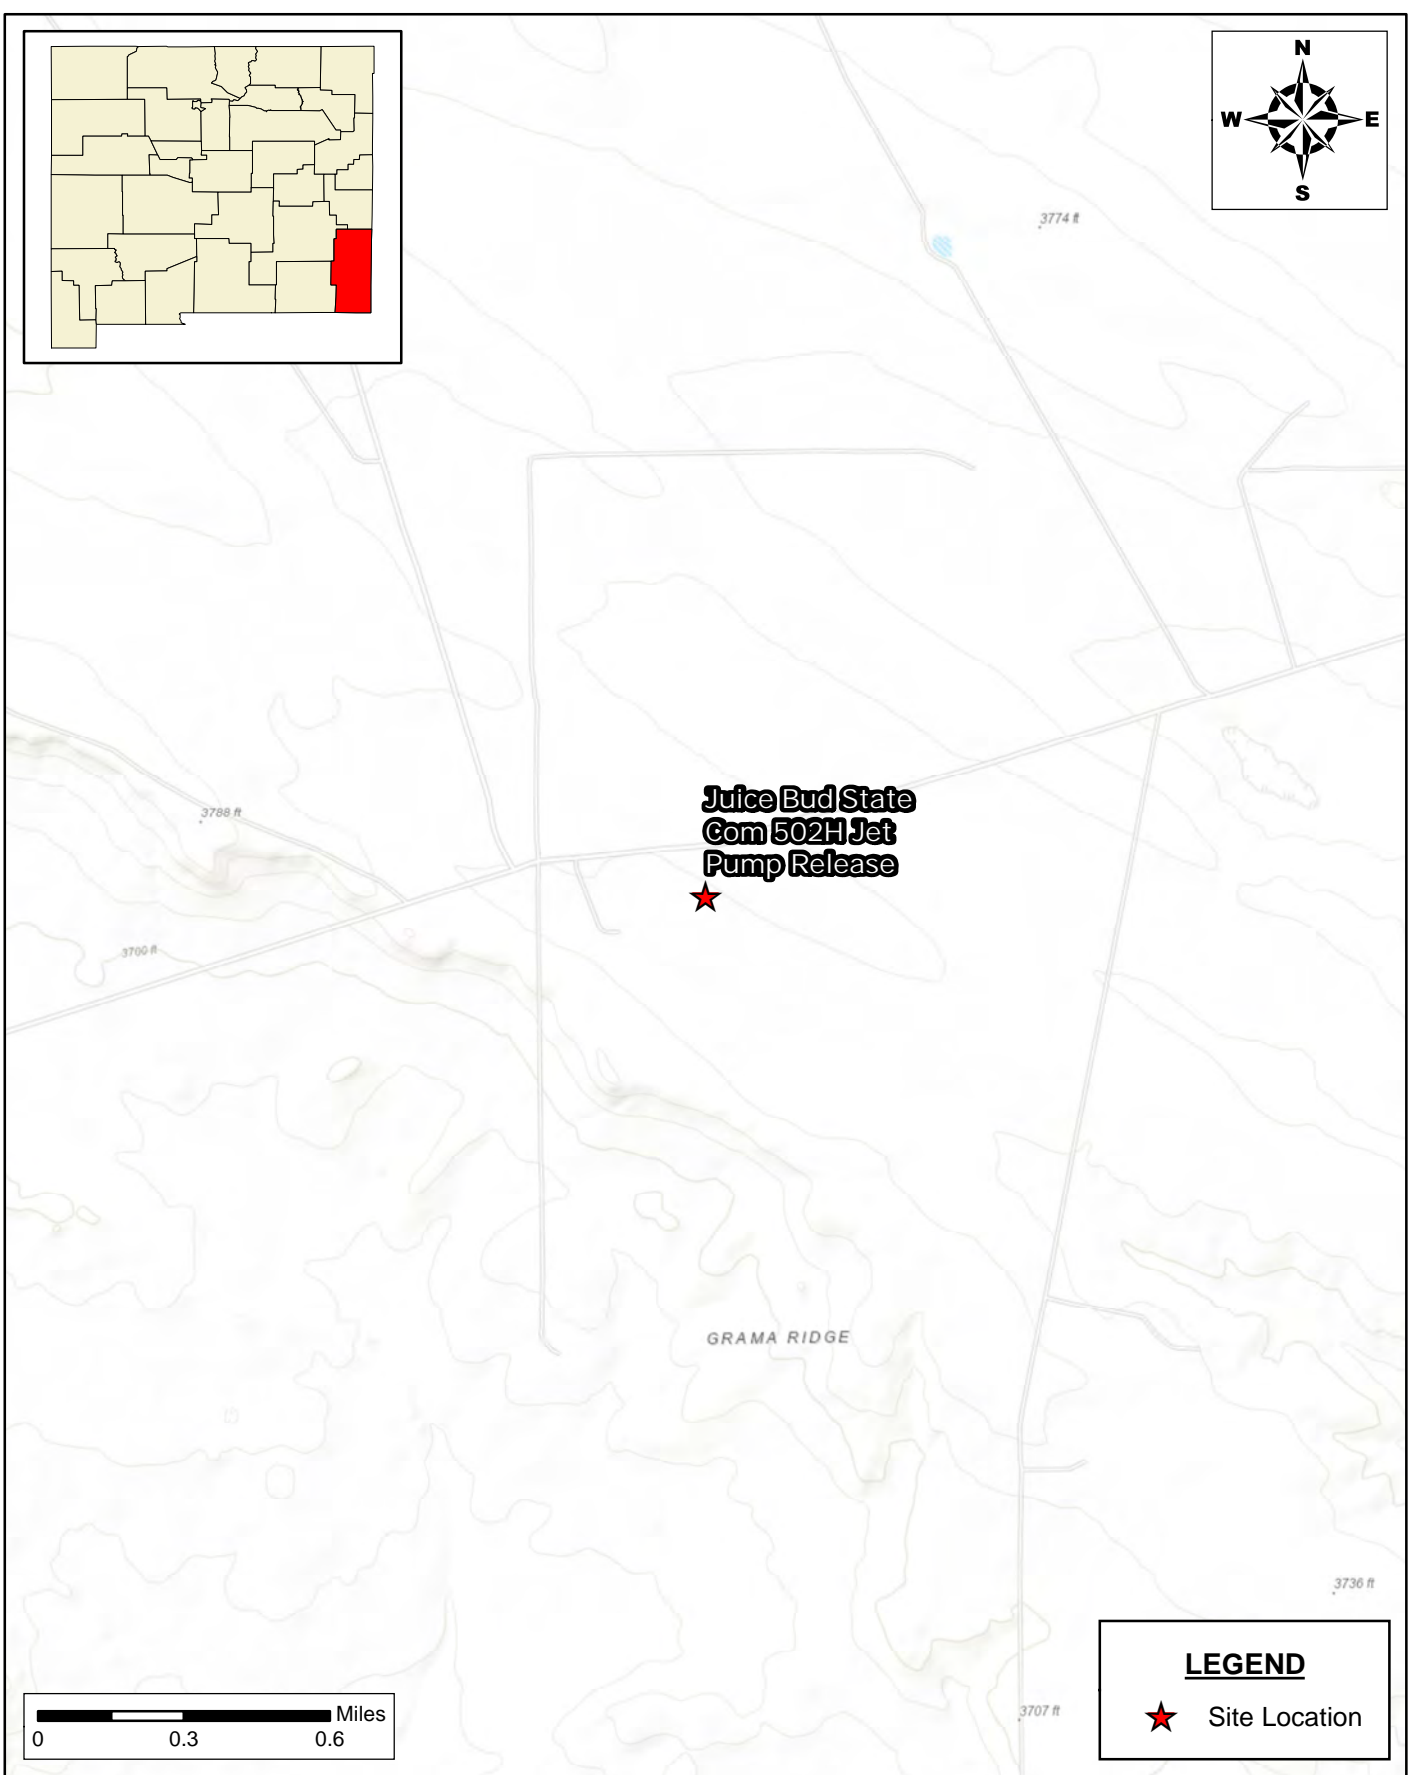 N
W
E
S
3774 ft
Juice Bud State
Com 502H Jet
Pump Release
3788 ft
3700 ft
GRAMA RIDGE
3736 ft
3707 ft
LEGEND
Site Location
Miles
0
0.3
0.6